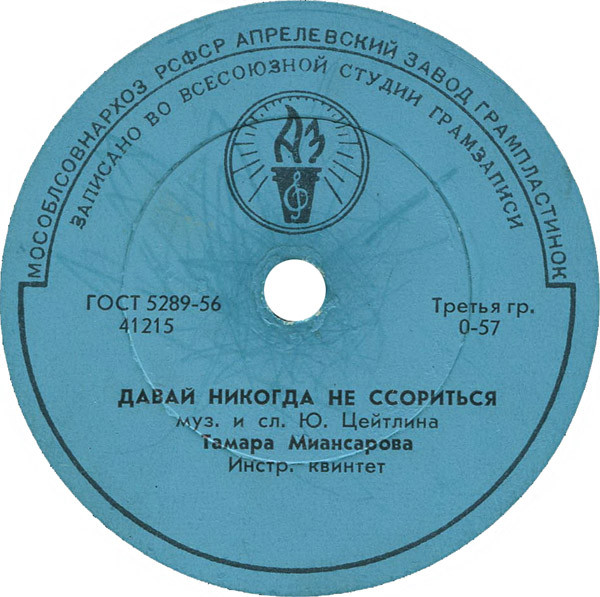 МОСОБЛСОВНАРХОЗ РСФСР АПРЕЛЕВСКИЙ ЗАВОД ГРАМПЛАСТИНОК
ЗАПИСАНО ВО ВСЕСОЮЗНОЙ СТУДИИ ГРАМЗАПИСИ
АЗ
ГОСТ 5289-56
41215
Третья гр.
0-57
ДАВАЙ НИКОГДА НЕ ССОРИТЬСЯ
муз. и сл. Ю. Цейтлина
Тамара Миансарова
Инстр. квинтет